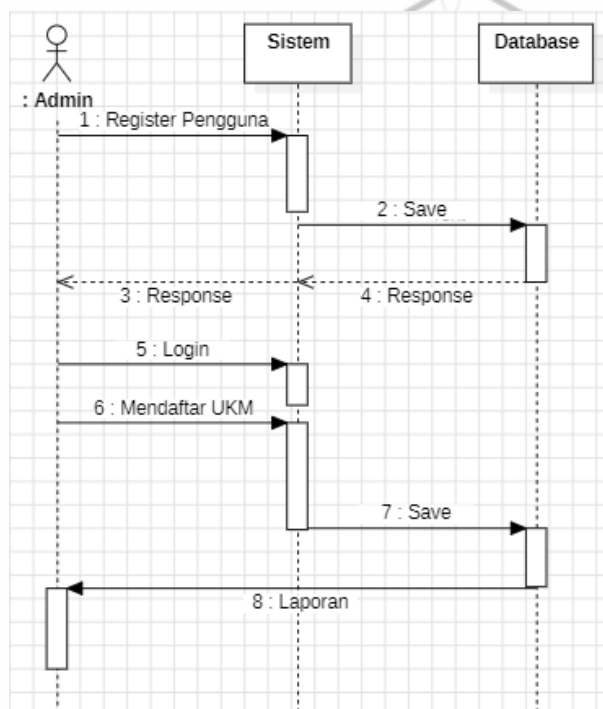 Sistem
Database
: Admin
1 : Register Pengguna
2 : Save
3 : Response
4 : Response
5 : Login
6 : Mendaftar UKM
7 : Save
8 : Laporan